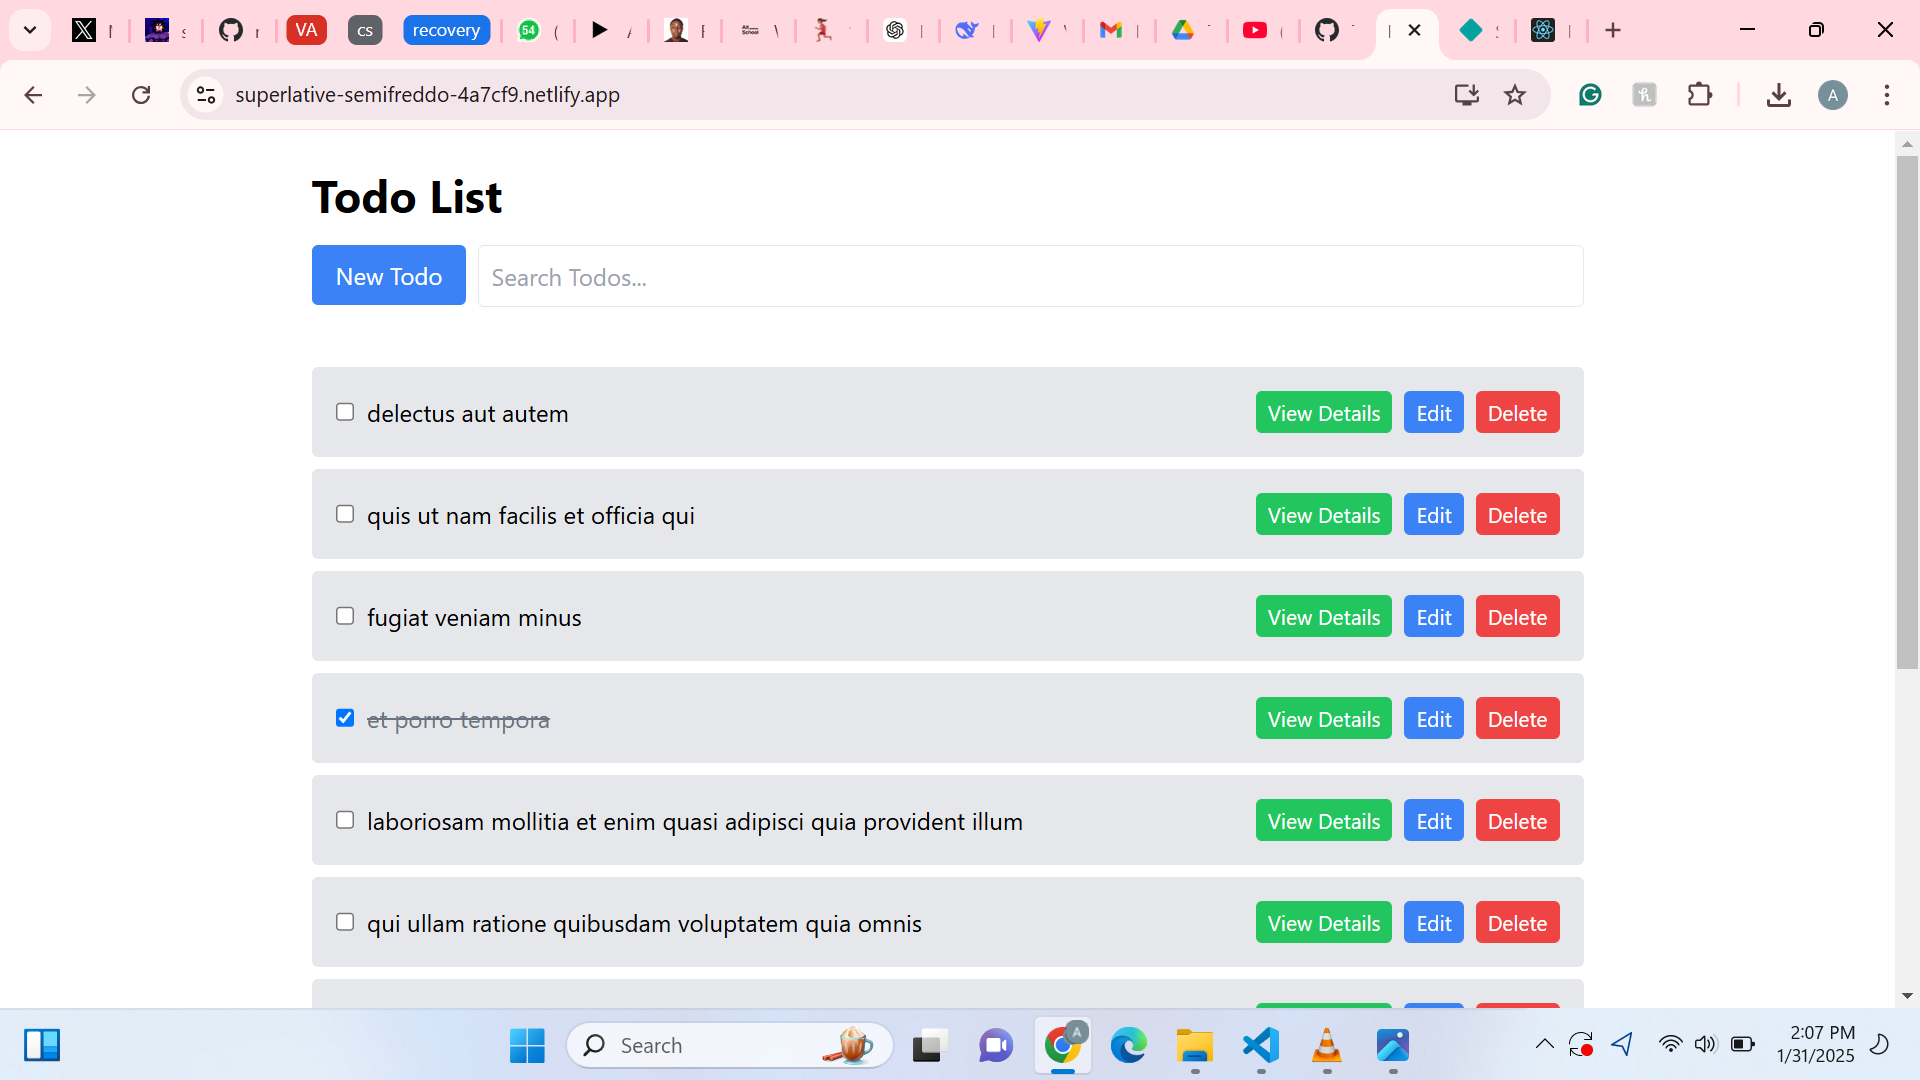 VA
cs
recovery
54
superlative-semifreddo-4a7cf9.netlify.app
A
Todo List
New Todo
Search Todos...
delectus aut autem
View Details Edit Delete
quis ut nam facilis et officia qui
View Details Edit Delete
fugiat veniam minus
View Details Edit Delete
et porro tempora
View Details Edit Delete
laboriosam mollitia et enim quasi adipisci quia provident illum
View Details Edit Delete
qui ullam ratione quibusdam voluptatem quia omnis
View Details Edit Delete
Search
A
2:07 PM
1/31/2025